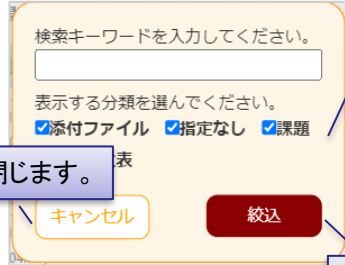 検索キーワードを入力してください。
表示する分類を選んでください。
添付ファイル 指定なし 課題
表
閉じます。
キャンセル 絞込